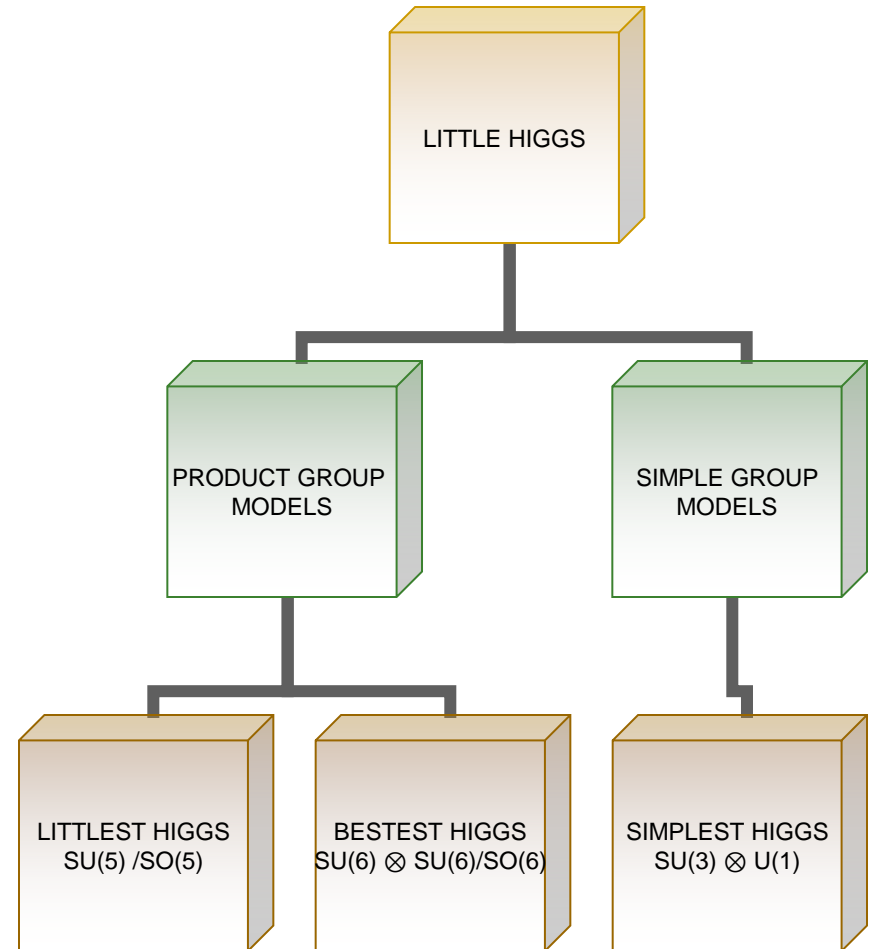 LITTLE HIGGS
PRODUCT GROUP
MODELS
SIMPLE GROUP
MODELS
LITTLEST HIGGS
SU(5) /SO(5)
BESTEST HIGGS
SU(6) ⊗ SU(6)/SO(6)
SIMPLEST HIGGS
SU(3) ⊗ U(1)